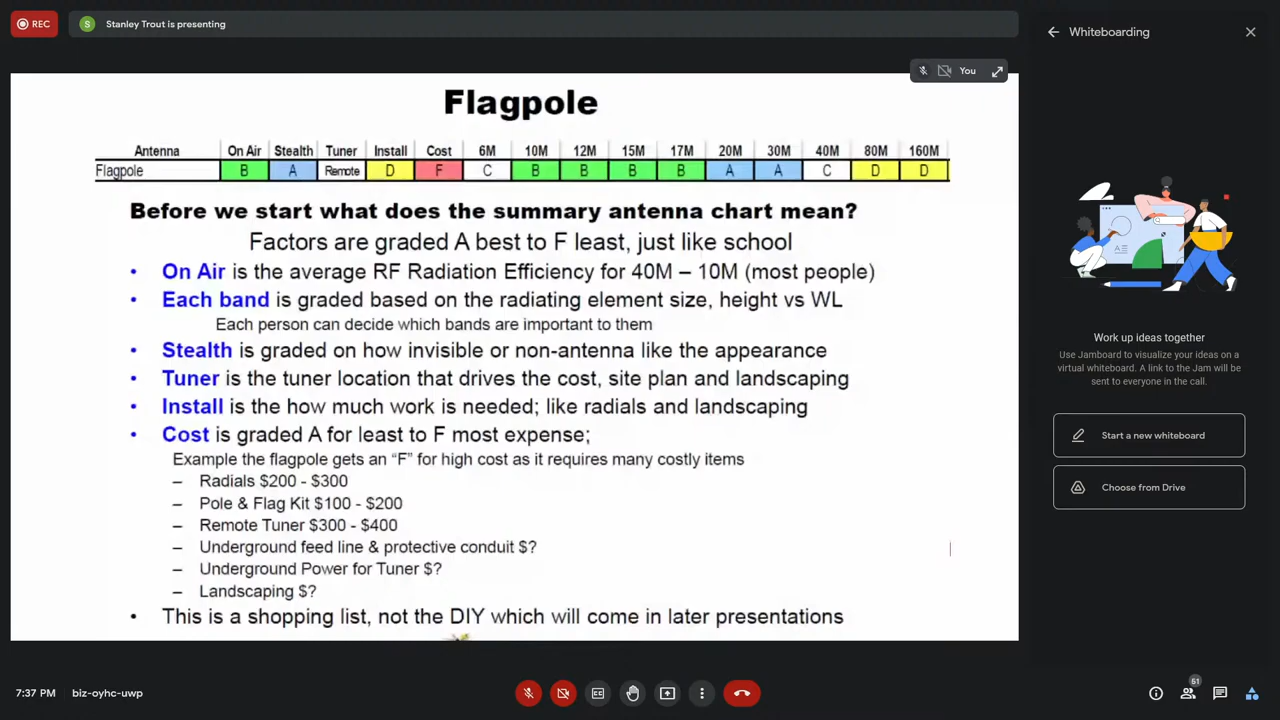 REC
S
Stanley Trout is presenting
Whiteboarding
You
Flagpole
Antenna On Air Stealth Tuner Install Cost 6M 10M 12M 15M 17M 20M 30M 40M 80M 160M
Flagpole B A Remote D F C B B B B A A C D D
Before we start what does the summary antenna chart mean?
Factors are graded A best to F least, just like school
• On Air is the average RF Radiation Efficiency for 40M – 10M (most people)
• Each band is graded based on the radiating element size, height vs WL
Each person can decide which bands are important to them
• Stealth is graded on how invisible or non-antenna like the appearance
• Tuner is the tuner location that drives the cost, site plan and landscaping
• Install is the how much work is needed; like radials and landscaping
• Cost is graded A for least to F most expense;
Example the flagpole gets an “F” for high cost as it requires many costly items
– Radials $200 - $300
– Pole & Flag Kit $100 - $200
– Remote Tuner $300 - $400
– Underground feed line & protective conduit $?
– Underground Power for Tuner $?
– Landscaping $?
• This is a shopping list, not the DIY which will come in later presentations
Work up ideas together
Use Jamboard to visualize your ideas on a
virtual whiteboard. A link to the Jam will be
sent to everyone in the call.
Start a new whiteboard
Choose from Drive
7:37 PM
biz-oyhc-uwp
51